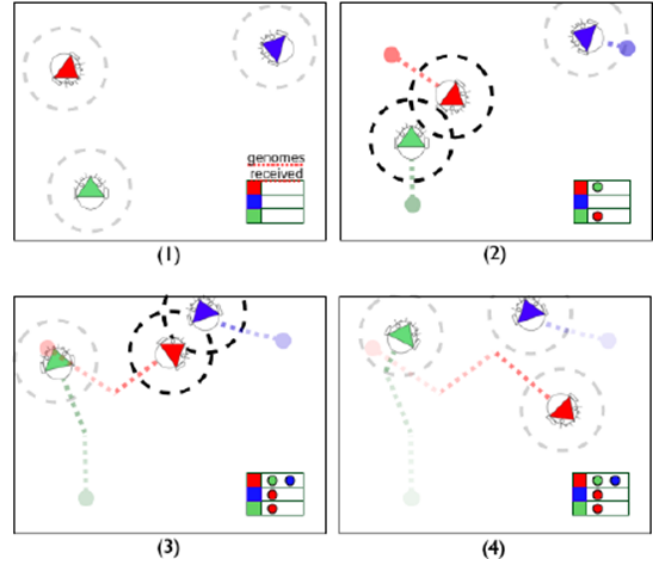 genomes
received
(1)
(2)
(3)
(4)